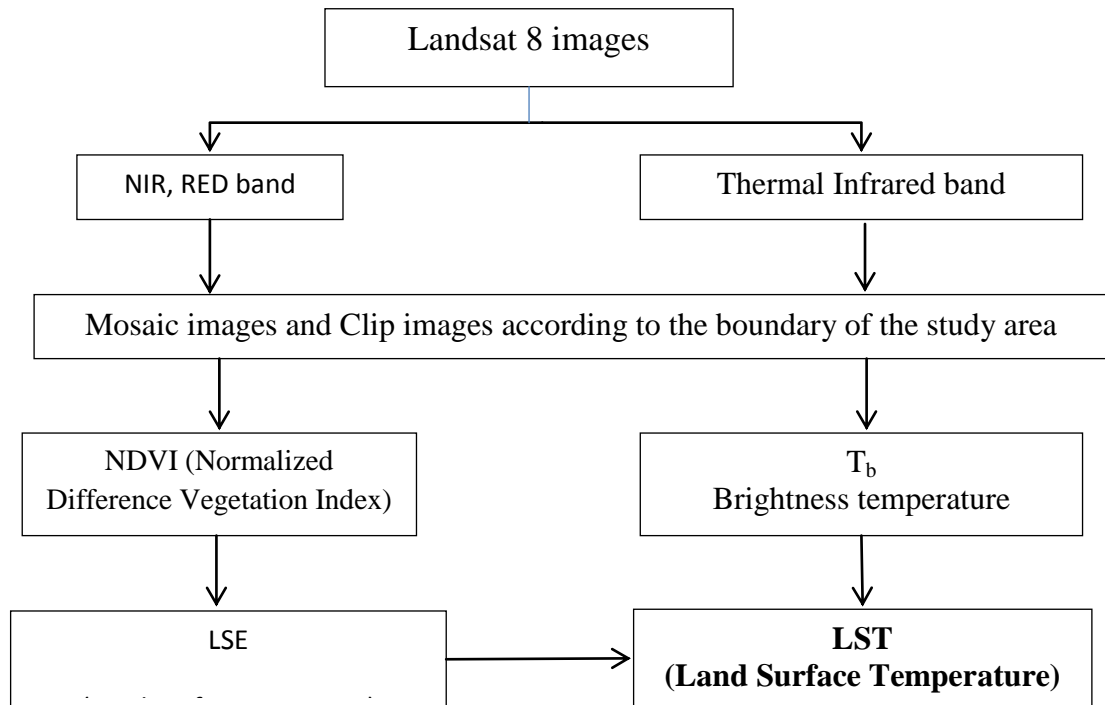 Landsat 8 images
NIR, RED band
Thermal Infrared band
Mosaic images and Clip images according to the boundary of the study area
NDVI (Normalized
Difference Vegetation Index)
T_b
Brightness temperature
LSE
LST
(Land Surface Temperature)